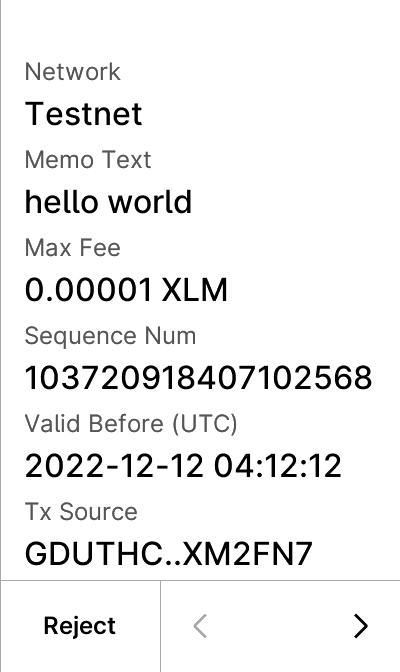 Network
Testnet
Memo Text
hello world
Max Fee
0.00001 XLM
Sequence Num
103720918407102568
Valid Before (UTC)
2022-12-12 04:12:12
Tx Source
GDUTHC..XM2FN7
Reject